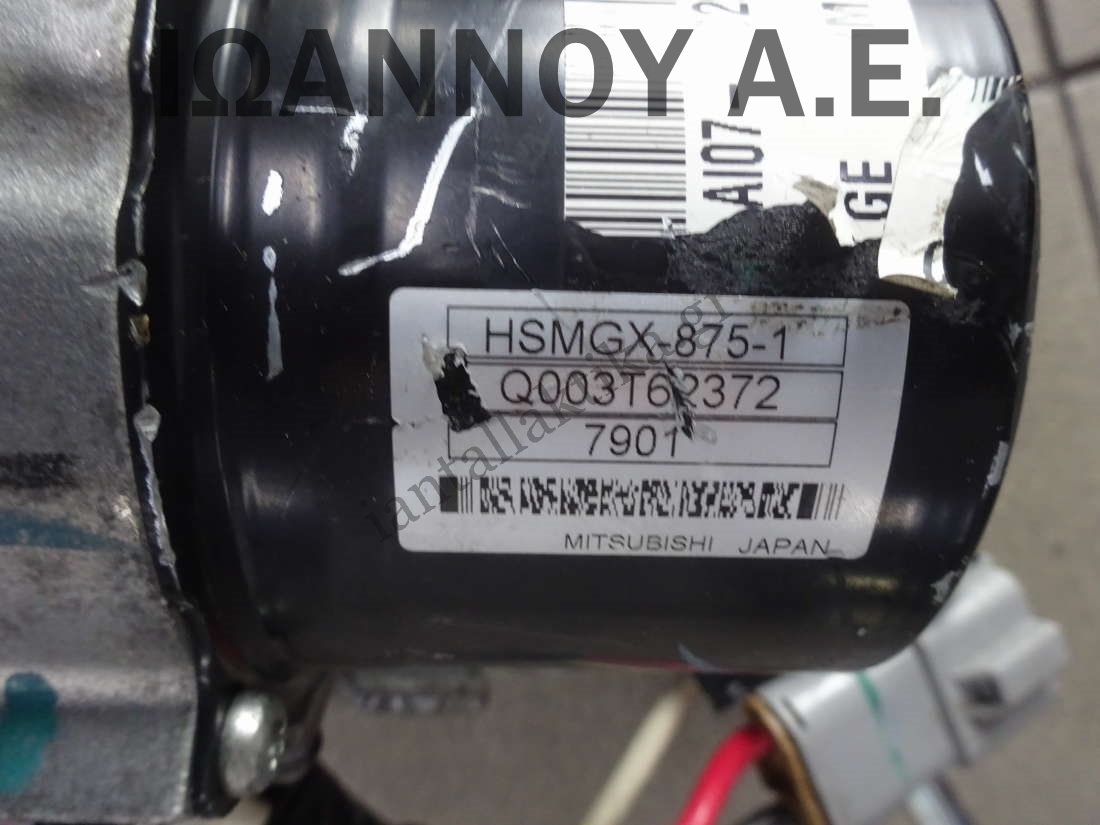 ΙΩΑΝΝΟΥ Α.Ε.
AI07 -
GE
HSMGX-875-1
Q003T62372
7901
MITSUBISHI JAPAN